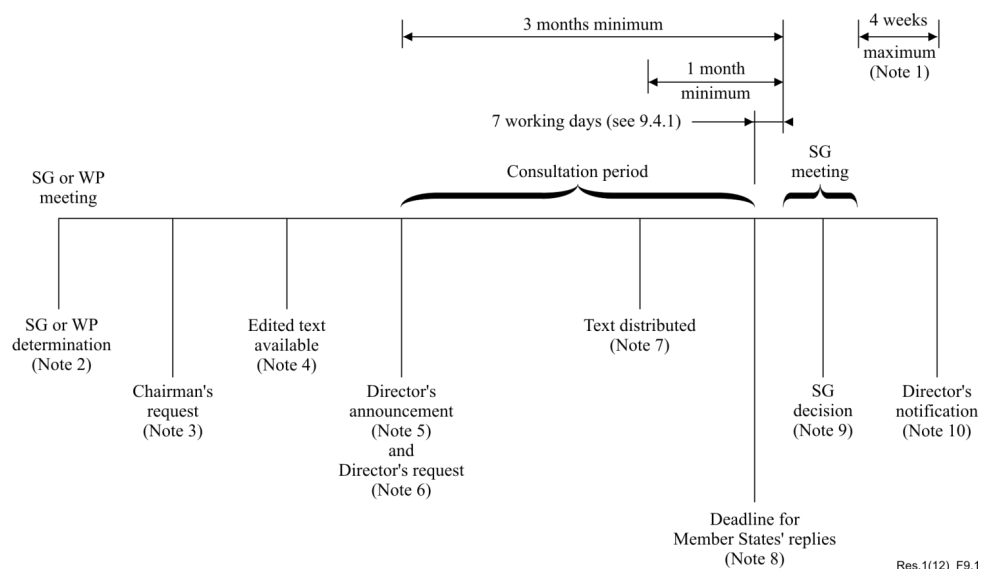 3 months minimum
4 weeks
maximum
(Note 1)
1 month
minimum
7 working days (see 9.4.1)
SG
meeting
Consultation period
SG or WP
meeting
SG or WP
determination
(Note 2)
Edited text
available
(Note 4)
Text distributed
(Note 7)
Chairman's
request
(Note 3)
Director's
announcement
(Note 5)
and
Director's request
(Note 6)
SG
decision
(Note 9)
Director's
notification
(Note 10)
Deadline for
Member States' replies
(Note 8)
Res.1(12)_F9.1